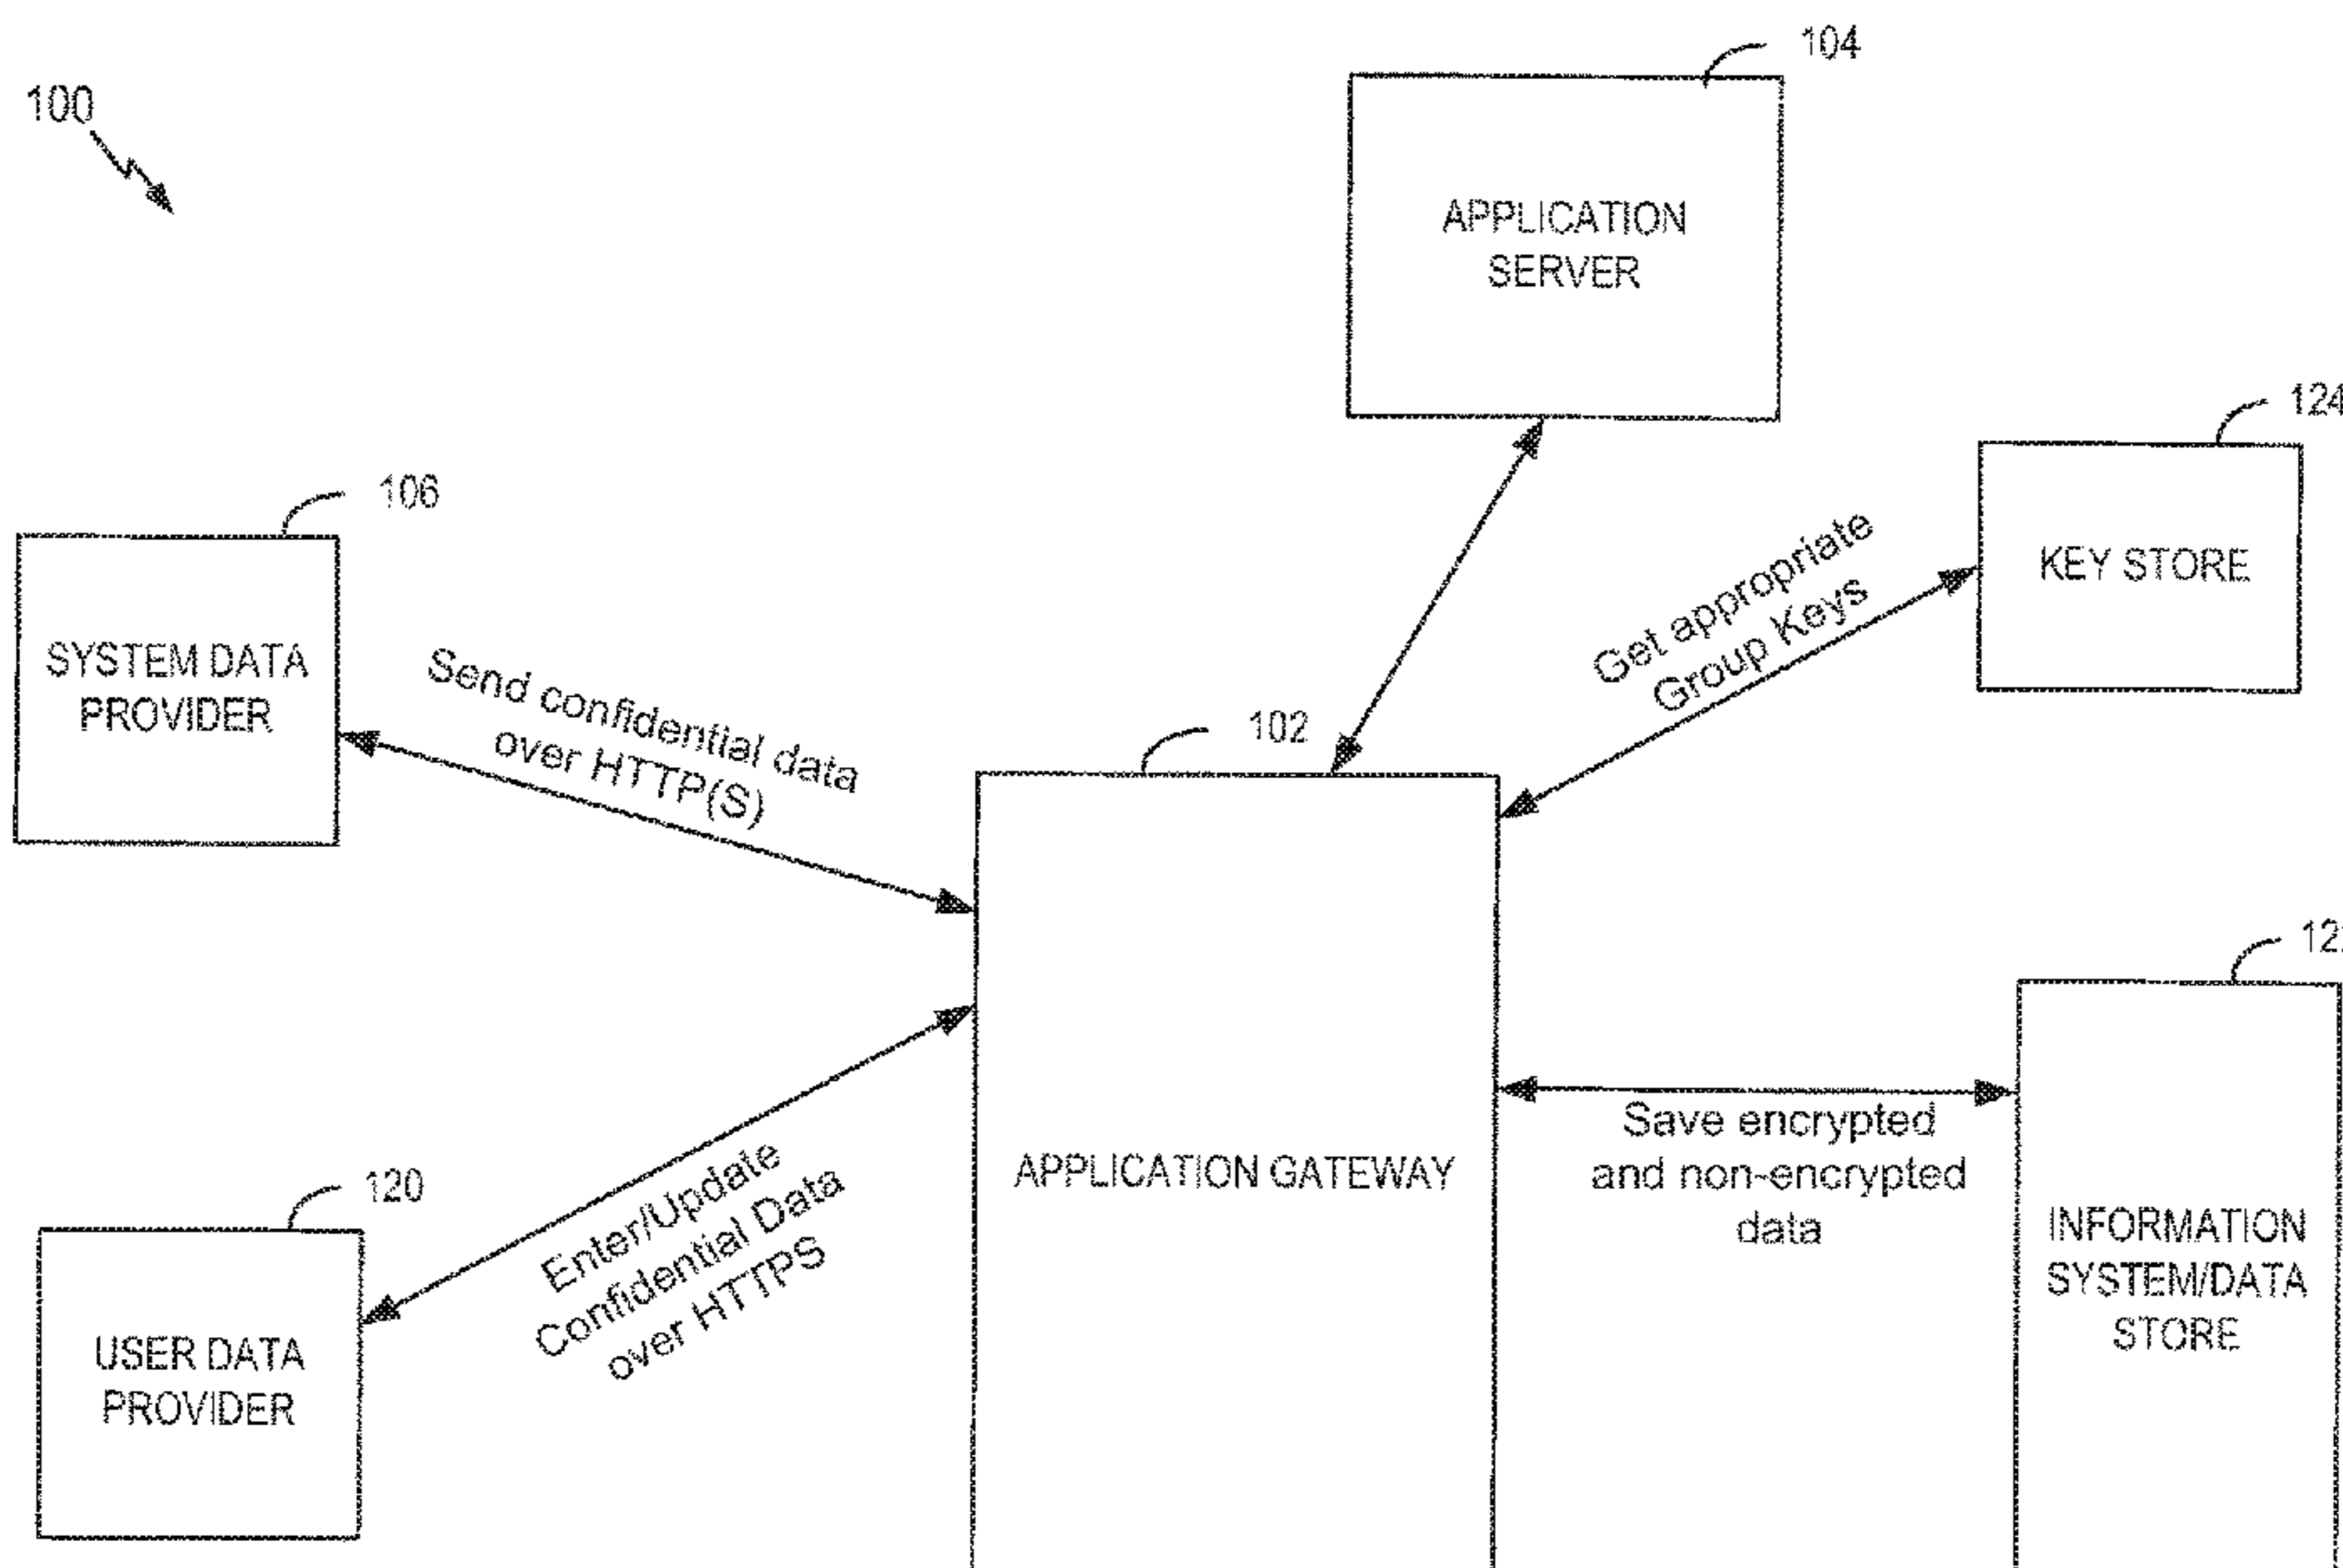 100
104
APPLICATION
SERVER
124
KEY STORE
Get appropriate
Group Keys
106
SYSTEM DATA
PROVIDER
Send confidential data
over HTTP(S)
102
APPLICATION GATEWAY
Save encrypted
and non-encrypted
data
INFORMATION
SYSTEM/DATA
STORE
120
USER DATA
PROVIDER
Enter/Update
Confidential Data
over HTTPS